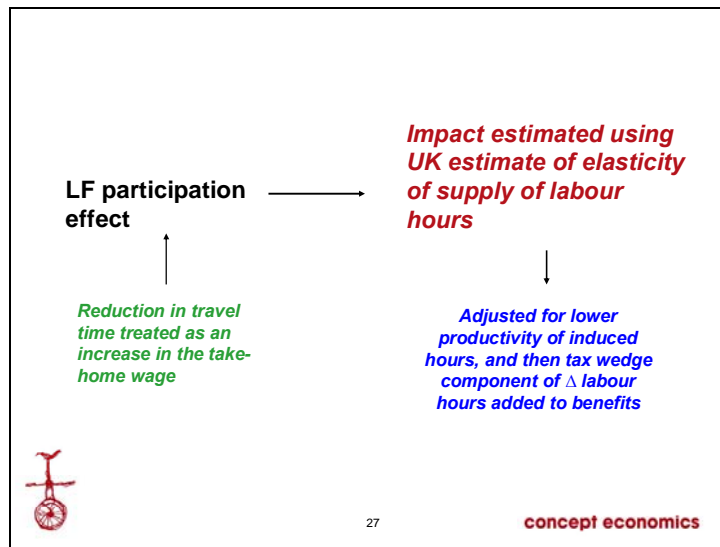 LF participation
effect
Impact estimated using
UK estimate of elasticity
of supply of labour
hours
Reduction in travel
time treated as an
increase in the take-
home wage
Adjusted for lower
productivity of induced
hours, and then tax wedge
component of ∆ labour
hours added to benefits
27
concept economics